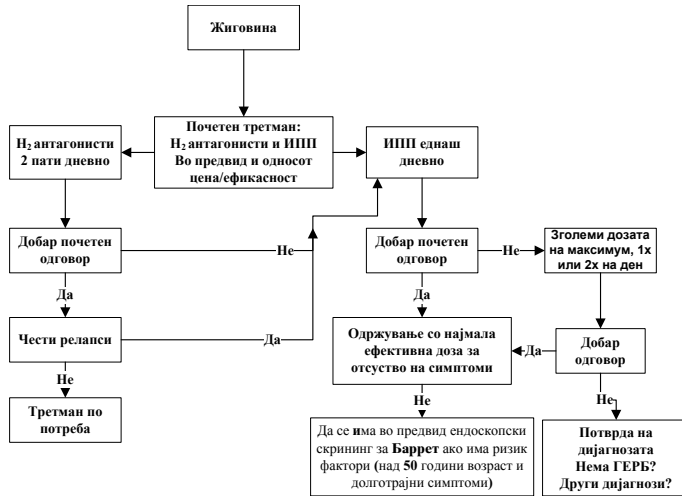 Жиговина
Почетен третман:
H₂ антагонисти и ИПП
Во предвид и односот
цена/ефикасност
H₂ антагонисти
2 пати дневно
ИПП еднаш
дневно
Добар почетен
одговор
Не
Добар почетен
одговор
Не
Зголеми дозата
на максимум, 1х
или 2х на ден
Да
Да
Чести релапси
Да
Одржување со најмала
ефективна доза за
отсуство на симптоми
Да
Добар
одговор
Не
Не
Не
Третман по
потреба
Да се има во предвид ендоскопски
скрининг за Баррет ако има ризик
фактори (над 50 години возраст и
долготрајни симптоми)
Потврда на
дијагнозата
Нема ГЕРБ?
Други дијагнози?